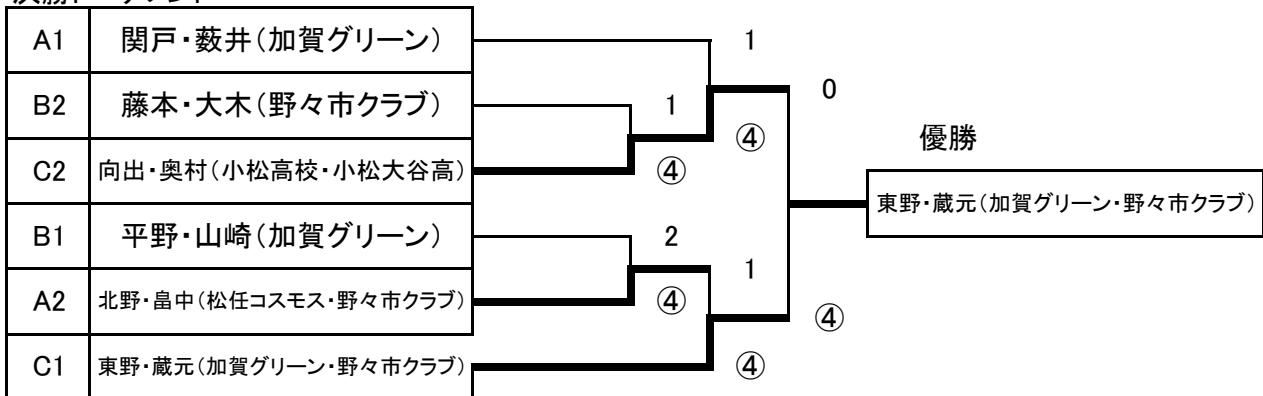 A1 関戸・薮井(加賀グリーン)
1
B2 藤本・大木(野々市クラブ)
1
0
④
優勝
C2 向出・奥村(小松高校・小松大谷高)
④
東野・蔵元(加賀グリーン・野々市クラブ)
B1 平野・山崎(加賀グリーン)
2
1
A2 北野・畠中(松任コスモス・野々市クラブ)
④
④
C1 東野・蔵元(加賀グリーン・野々市クラブ)
④